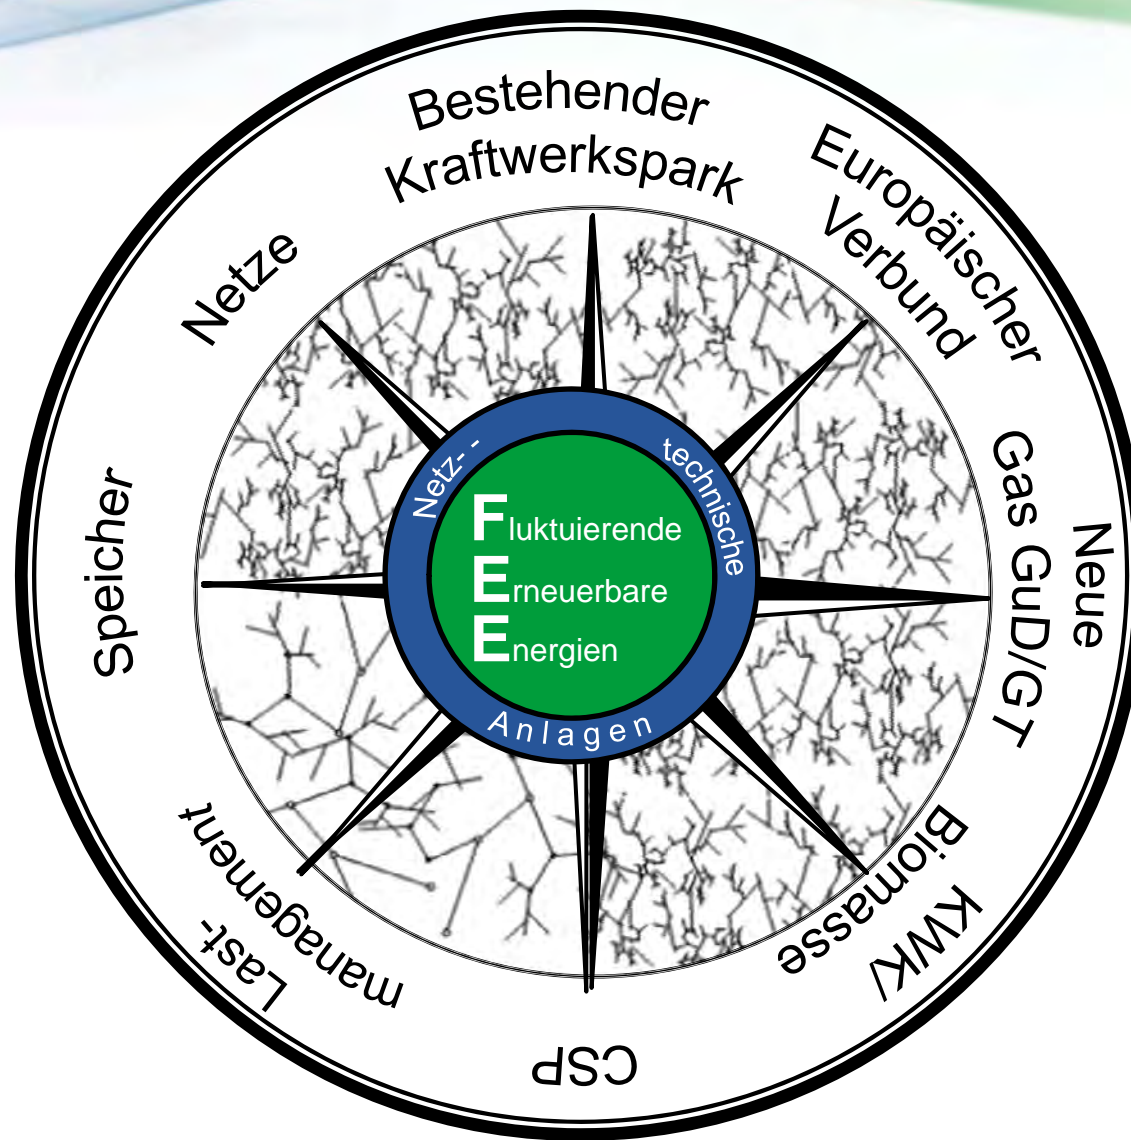 Bestehender
Kraftwerkspark
Europäischer
Verbund
Neue
Gas GuD/GT
KWK/
Biomasse
CSP
Last-
management
Speicher
Netze
Netz- -
technische
Anlagen
Fluktuierende
Erneuerbare
Energien